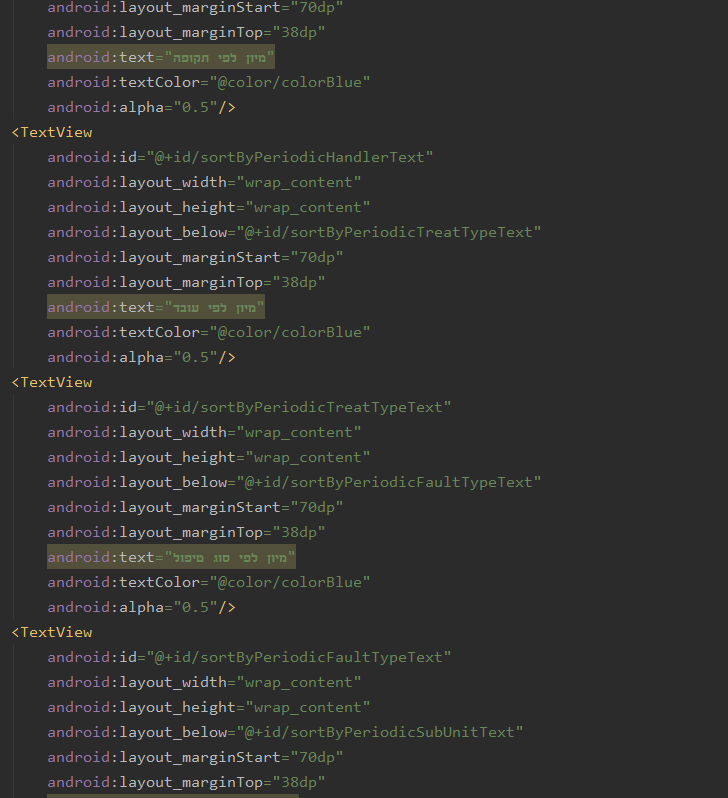 android:layout_marginStart="70dp"
android:layout_marginTop="38dp"
android:text="מיון לפי תקופה"
android:textColor="@color/colorBlue"
android:alpha="0.5"/>
<TextView
android:id="@+id/sortByPeriodicHandlerText"
android:layout_width="wrap_content"
android:layout_height="wrap_content"
android:layout_below="@+id/sortByPeriodicTreatTypeText"
android:layout_marginStart="70dp"
android:layout_marginTop="38dp"
android:text="מיון לפי עובד"
android:textColor="@color/colorBlue"
android:alpha="0.5"/>
<TextView
android:id="@+id/sortByPeriodicTreatTypeText"
android:layout_width="wrap_content"
android:layout_height="wrap_content"
android:layout_below="@+id/sortByPeriodicFaultTypeText"
android:layout_marginStart="70dp"
android:layout_marginTop="38dp"
android:text="מיון לפי סוג טיפול"
android:textColor="@color/colorBlue"
android:alpha="0.5"/>
<TextView
android:id="@+id/sortByPeriodicFaultTypeText"
android:layout_width="wrap_content"
android:layout_height="wrap_content"
android:layout_below="@+id/sortByPeriodicSubUnitText"
android:layout_marginStart="70dp"
android:layout_marginTop="38dp"